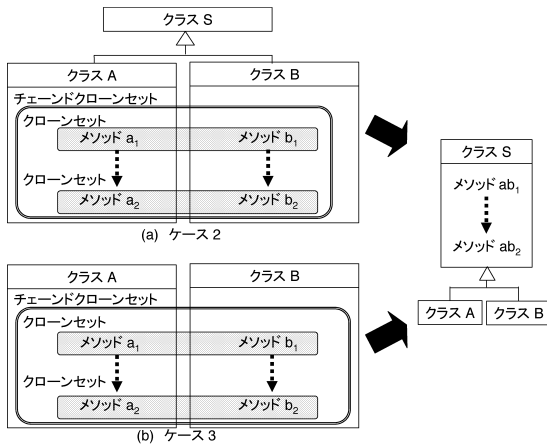 クラス S
クラス A
クラス B
チェーンドクローンセット
クローンセット
メソッド a1
メソッド b1
クローンセット
メソッド a2
メソッド b2
(a) ケース 2
クラス A
クラス B
チェーンドクローンセット
クローンセット
メソッド a1
メソッド b1
クローンセット
メソッド a2
メソッド b2
(b) ケース 3
クラス S
メソッド ab1
メソッド ab2
クラス A
クラス B